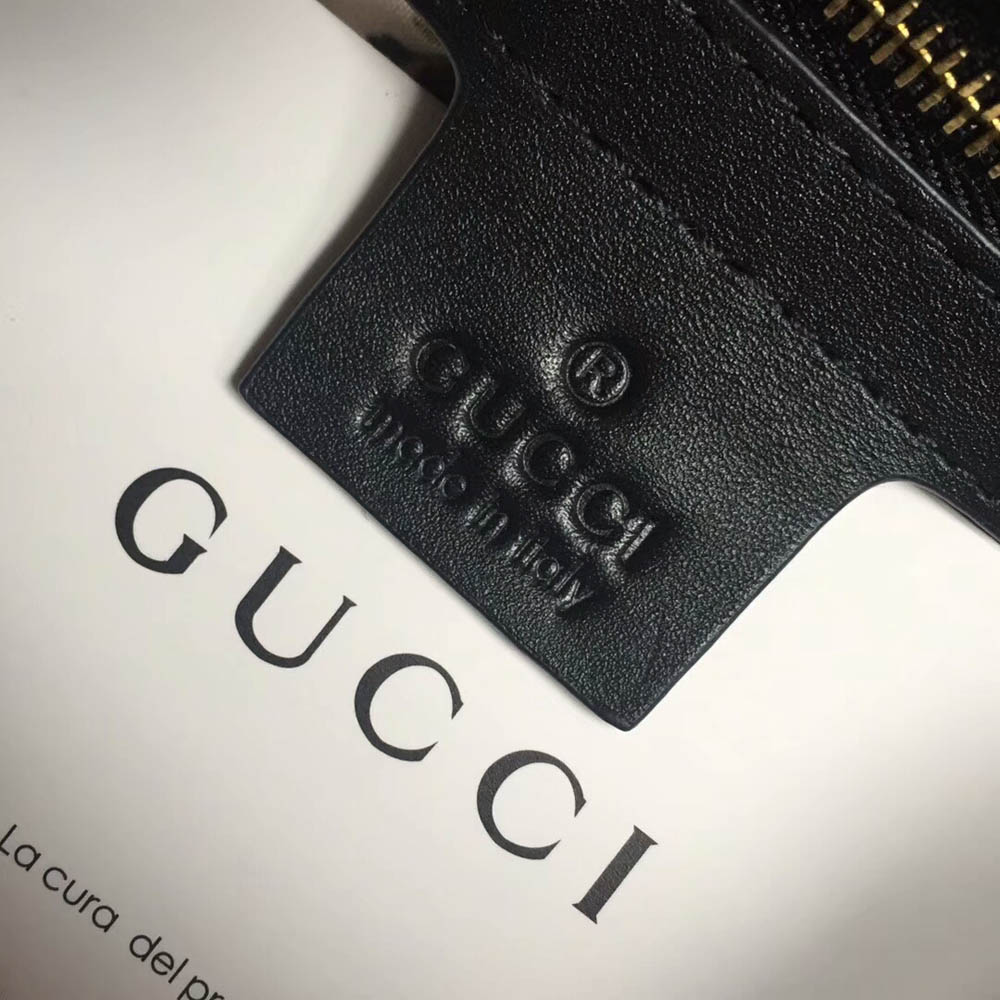 ®
GUCCI
made in italy
GUCCI
La cura del pr